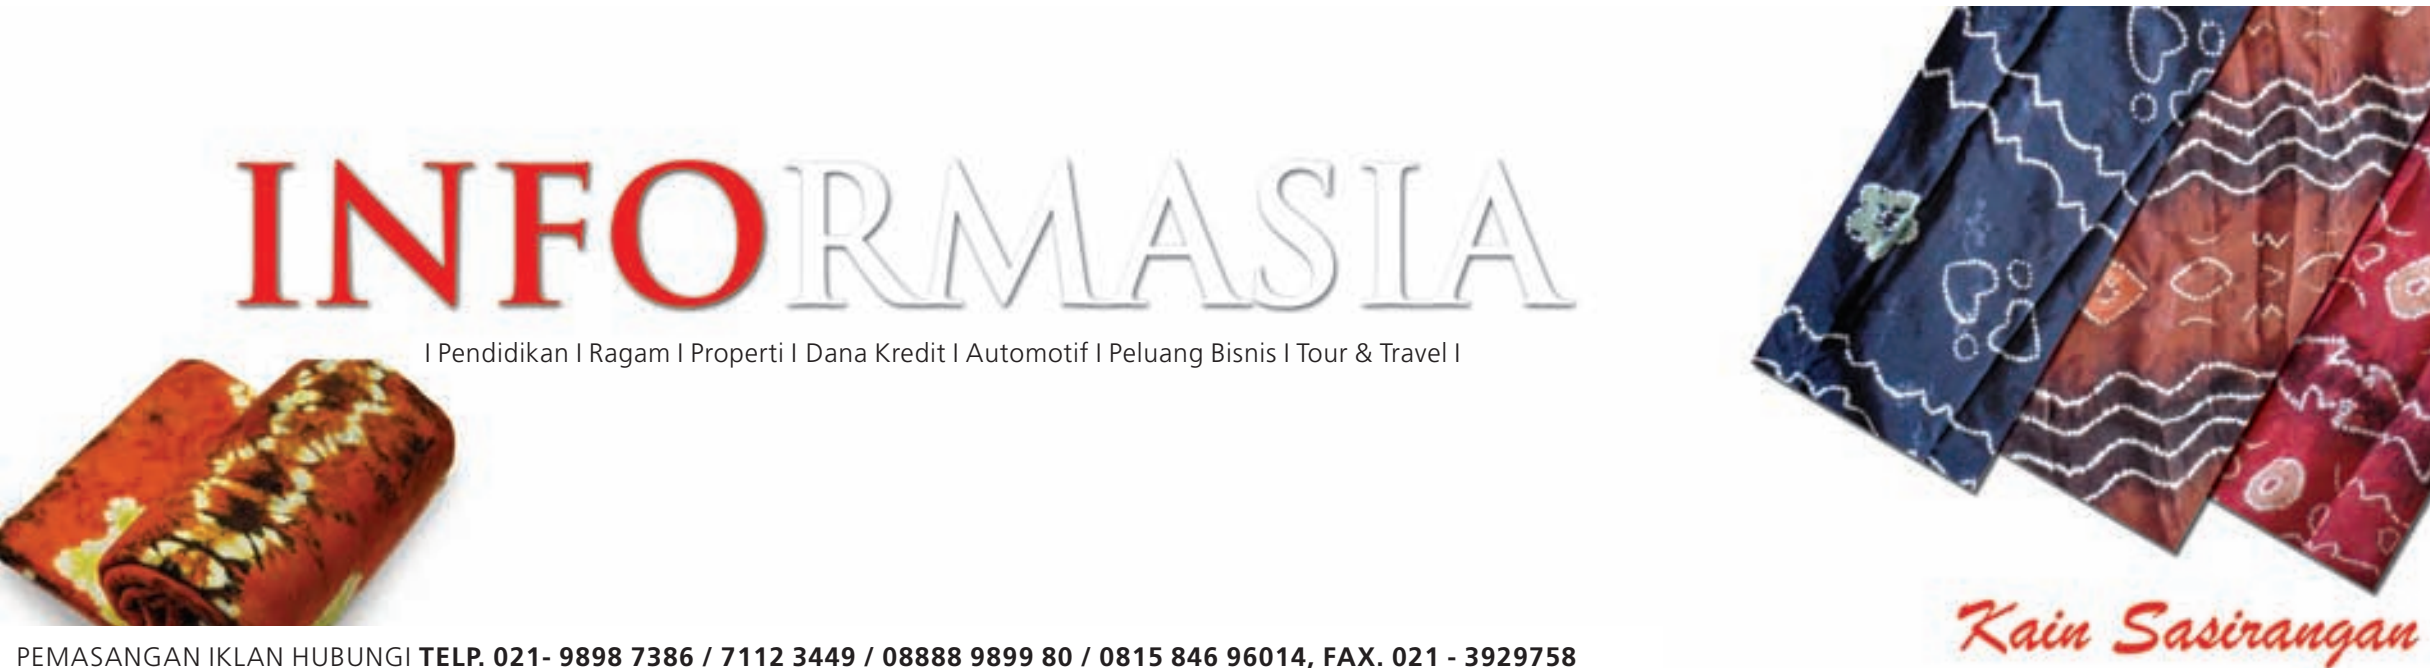 INFORMASIA
I Pendidikan I Ragam I Properti I Dana Kredit I Automotif I Peluang Bisnis I Tour & Travel I
Kain Sasirangan
PEMASANGAN IKLAN HUBUNGI TELP. 021- 9898 7386 / 7112 3449 / 08888 9899 80 / 0815 846 96014, FAX. 021 - 3929758